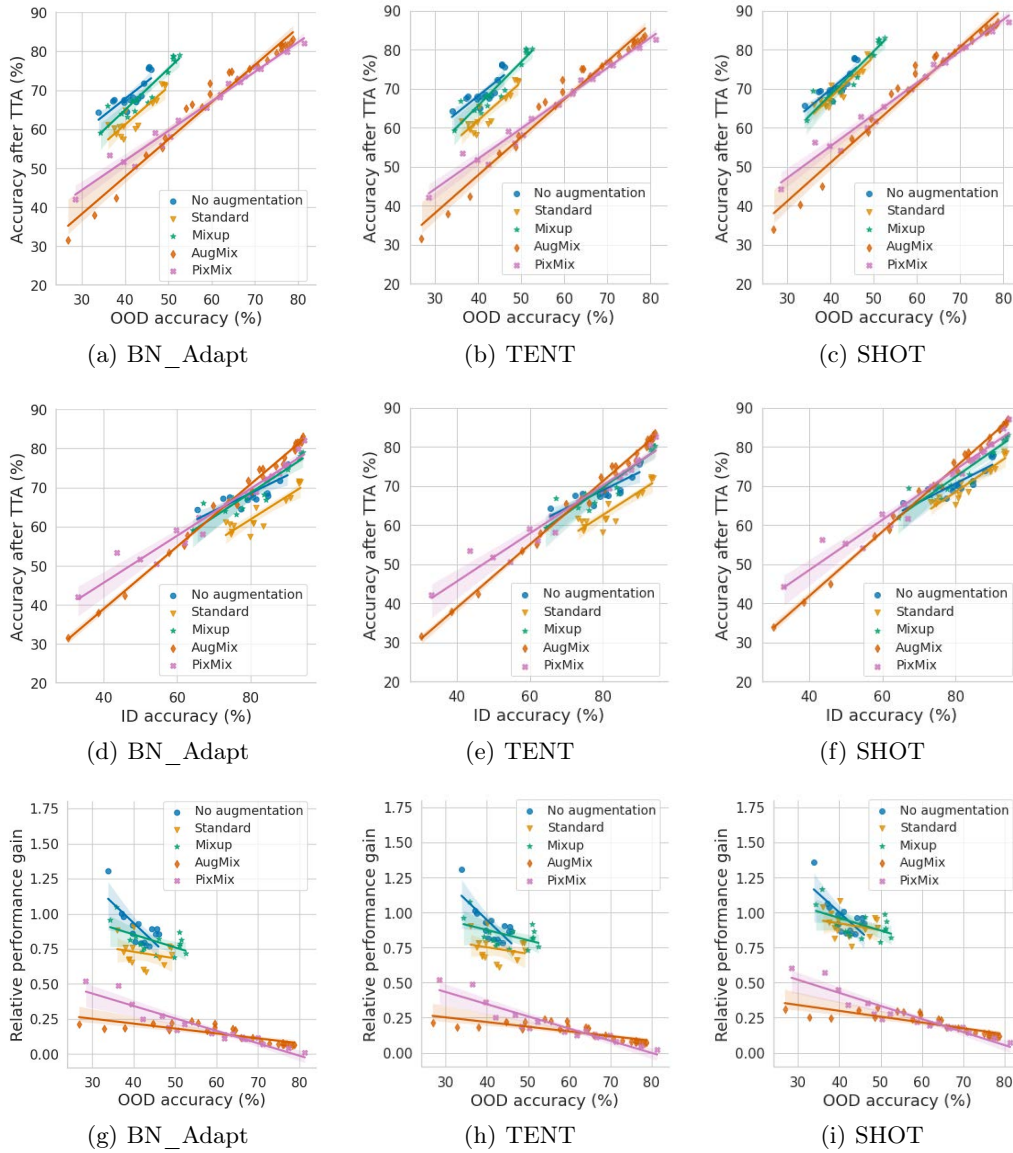 Accuracy after TTA (%)
90
80
70
60
50
40
30
20
No augmentation
Standard
Mixup
AugMix
PixMix
30 40 50 60 70 80
OOD accuracy (%)
(a) BN_Adapt
Accuracy after TTA (%)
90
80
70
60
50
40
30
20
No augmentation
Standard
Mixup
AugMix
PixMix
30 40 50 60 70 80
OOD accuracy (%)
(b) TENT
Accuracy after TTA (%)
90
80
70
60
50
40
30
20
No augmentation
Standard
Mixup
AugMix
PixMix
30 40 50 60 70 80
OOD accuracy (%)
(c) SHOT
Accuracy after TTA (%)
90
80
70
60
50
40
30
20
No augmentation
Standard
Mixup
AugMix
PixMix
40 60 80
ID accuracy (%)
(d) BN_Adapt
Accuracy after TTA (%)
90
80
70
60
50
40
30
20
No augmentation
Standard
Mixup
AugMix
PixMix
40 60 80
ID accuracy (%)
(e) TENT
Accuracy after TTA (%)
90
80
70
60
50
40
30
20
No augmentation
Standard
Mixup
AugMix
PixMix
40 60 80
ID accuracy (%)
(f) SHOT
Relative performance gain
1.75
1.50
1.25
1.00
0.75
0.50
0.25
0.00
No augmentation
Standard
Mixup
AugMix
PixMix
30 40 50 60 70 80
OOD accuracy (%)
(g) BN_Adapt
Relative performance gain
1.75
1.50
1.25
1.00
0.75
0.50
0.25
0.00
No augmentation
Standard
Mixup
AugMix
PixMix
30 40 50 60 70 80
OOD accuracy (%)
(h) TENT
Relative performance gain
1.75
1.50
1.25
1.00
0.75
0.50
0.25
0.00
No augmentation
Standard
Mixup
AugMix
PixMix
30 40 50 60 70 80
OOD accuracy (%)
(i) SHOT